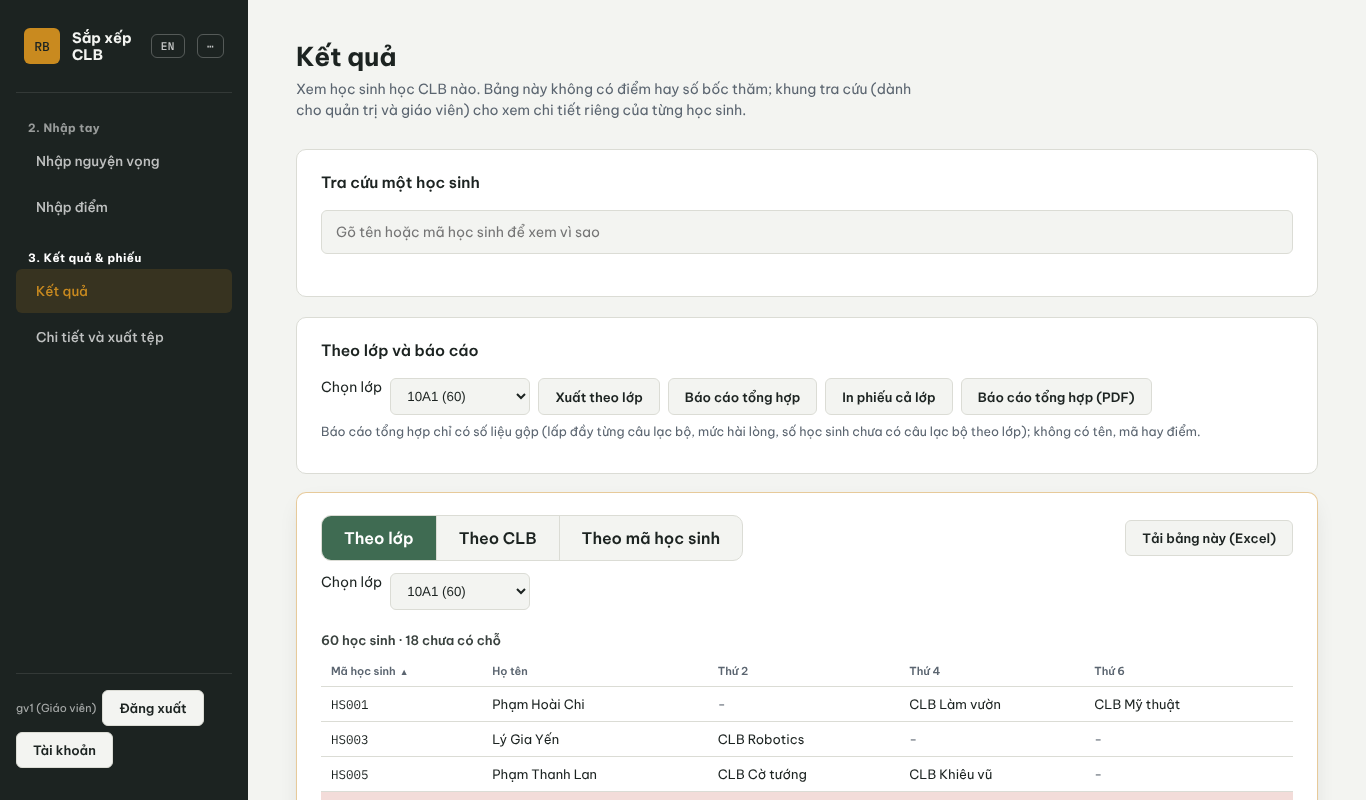 RB
Sắp xếp
CLB
EN
⋯
2. Nhập tay
Nhập nguyện vọng
Nhập điểm
3. Kết quả & phiếu
Kết quả
Chi tiết và xuất tệp
gv1 (Giáo viên)
Đăng xuất
Tài khoản
Kết quả
Xem học sinh học CLB nào. Bảng này không có điểm hay số bốc thăm; khung tra cứu (dành
cho quản trị và giáo viên) cho xem chi tiết riêng của từng học sinh.
Tra cứu một học sinh
Gõ tên hoặc mã học sinh để xem vì sao
Theo lớp và báo cáo
Chọn lớp 10A1 (60) Xuất theo lớp Báo cáo tổng hợp In phiếu cả lớp Báo cáo tổng hợp (PDF)
Báo cáo tổng hợp chỉ có số liệu gộp (lấp đầy từng câu lạc bộ, mức hài lòng, số học sinh chưa có câu lạc bộ theo lớp); không có tên, mã hay điểm.
Theo lớp Theo CLB Theo mã học sinh Tải bảng này (Excel)
Chọn lớp 10A1 (60)
60 học sinh · 18 chưa có chỗ
Mã học sinh ▲ Họ tên Thứ 2 Thứ 4 Thứ 6
HS001 Phạm Hoài Chi - CLB Làm vườn CLB Mỹ thuật
HS003 Lý Gia Yến CLB Robotics - -
HS005 Phạm Thanh Lan CLB Cờ tướng CLB Khiêu vũ -